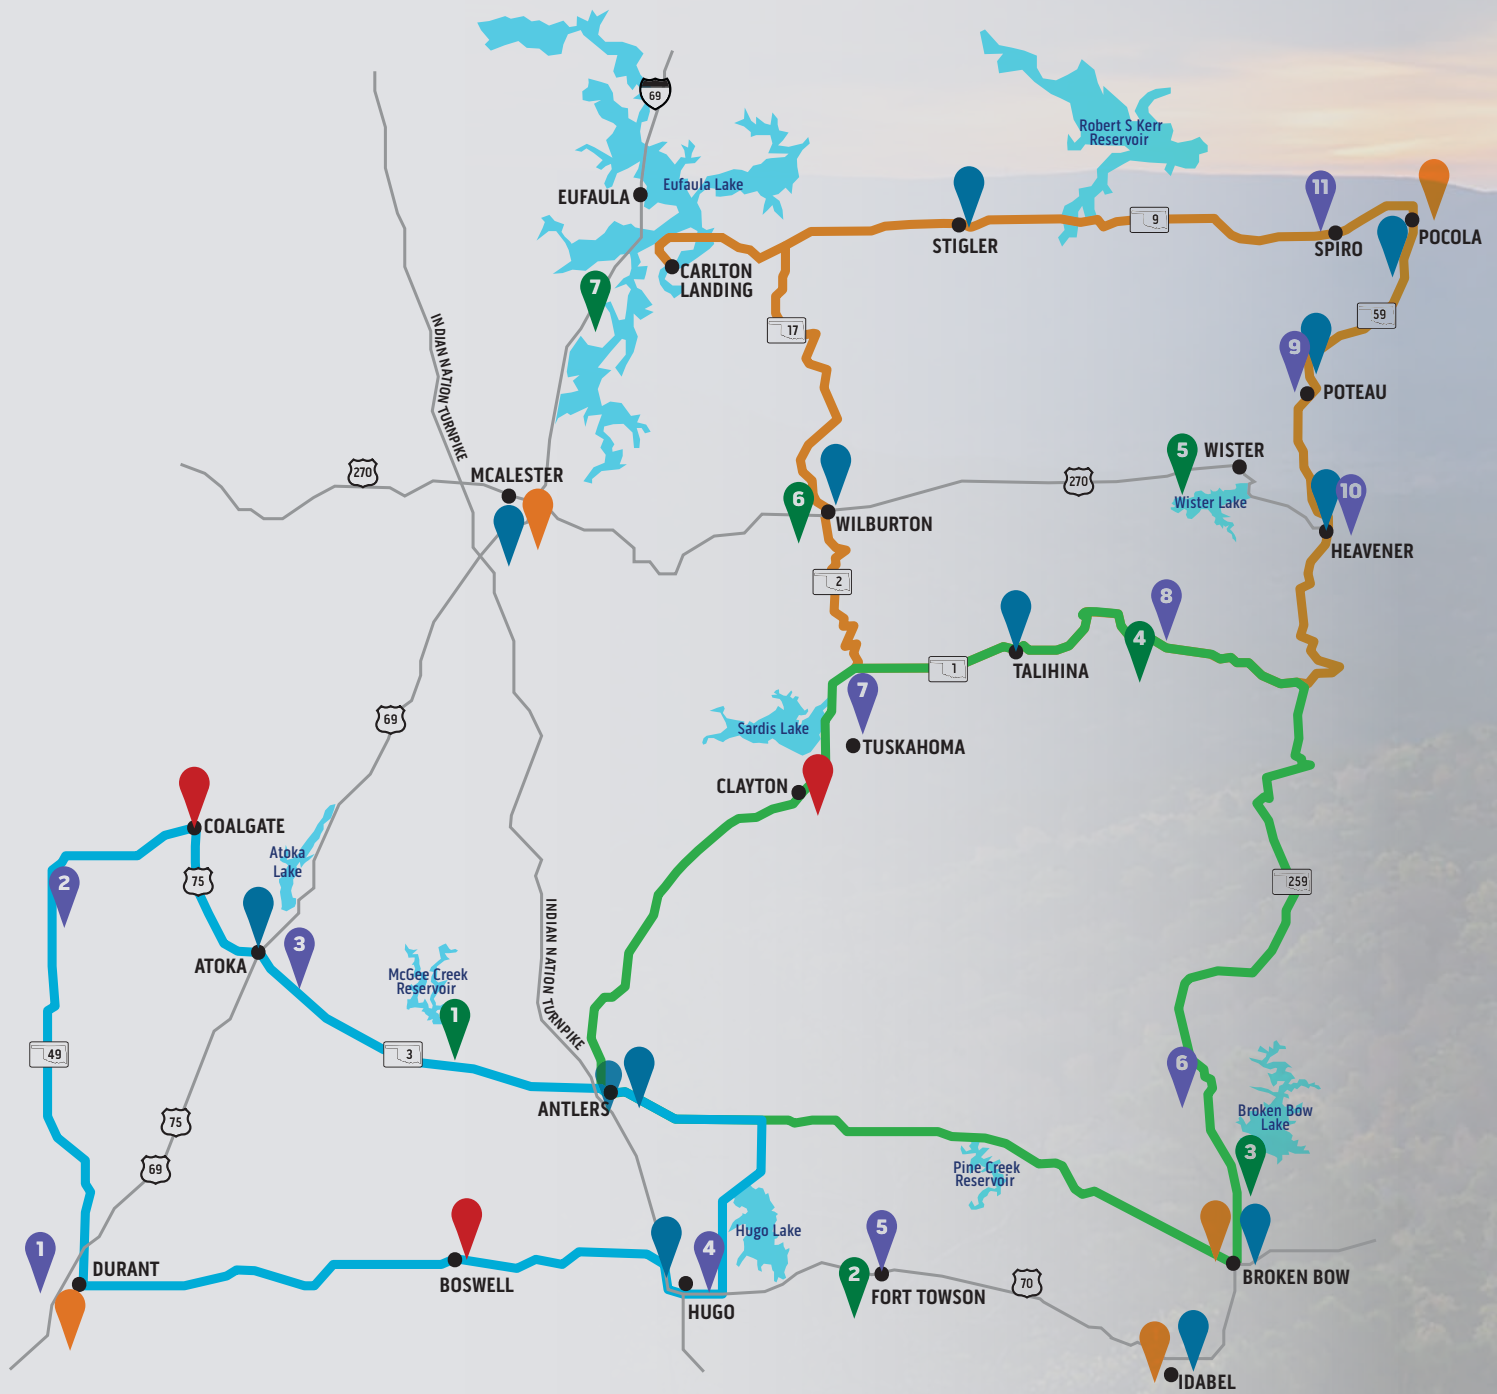 69
Robert S Kerr
Reservoir
EUFAULA
Eufaula Lake
11
9
STIGLER
SPIRO
POCOLA
CARLTON
LANDING
7
17
59
INDIAN NATION TURNPIKE
9
POTEAU
270
MCALESTER
5
WISTER
270
6
10
Wister Lake
WILBURTON
HEAVENER
2
8
4
1
TALIHINA
7
69
Sardis Lake
TUSKAHOMA
CLAYTON
COALGATE
Atoka
Lake
2
75
259
INDIAN NATION TURNPIKE
3
ATOKA
McGee Creek
Reservoir
1
49
3
6
ANTLERS
Broken Bow
Lake
75
3
69
Pine Creek
Reservoir
1
4
Hugo Lake
5
DURANT
BOSWELL
2
FORT TOWSON
70
BROKEN BOW
HUGO
IDABEL